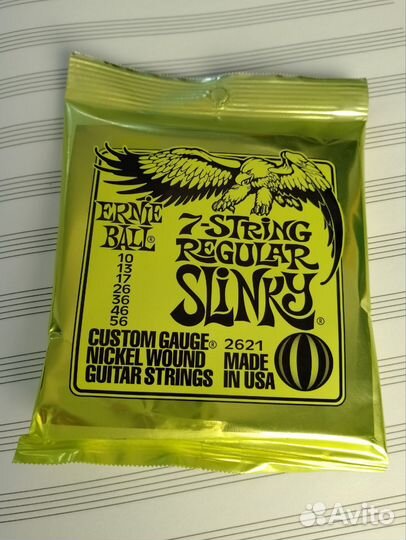 ERNIE
BALL®
7-STRING
REGULAR
SLINKY®
10
13
17
26
36
46
56
CUSTOM GAUGE®
NICKEL WOUND
GUITAR STRINGS
2621
MADE
IN USA
Avito